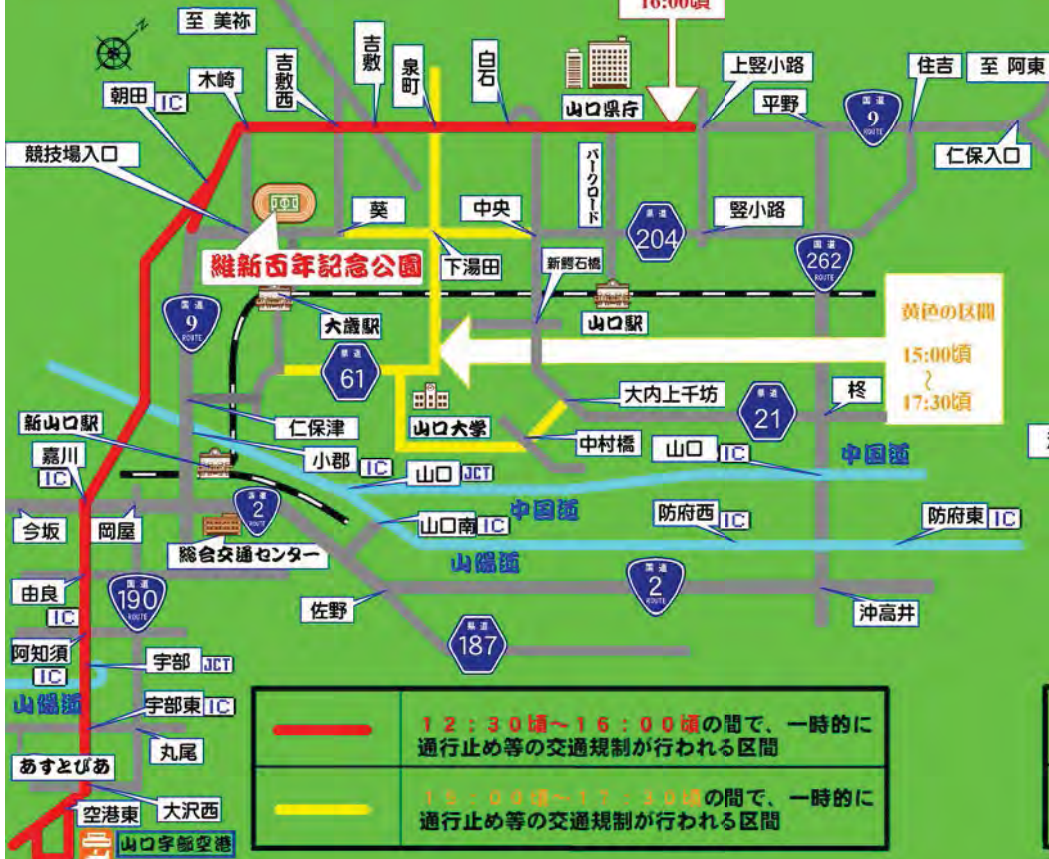 16:00頃
至 美祢
吉敷
泉町
白石
吉敷西
木崎
朝田 IC
山口県庁
上竪小路
住吉
至 阿東
平野
国道 9 ROUTE
競技場入口
仁保入口
パークロード
葵
中央
県道 204
竪小路
国道 262 ROUTE
維新百年記念公園
下湯田
新鰐石橋
国道 9 ROUTE
大歳駅
山口駅
黄色の区間
15:00頃
~
17:30頃
県道 61
山口大学
大内上千坊
県道 21
柊
新山口駅
仁保津
中村橋
嘉川
IC
小郡 IC
山口 JCT
山口 IC
中国道
国道 2 ROUTE
中国道
今坂
岡屋
山口南 IC
防府西 IC
防府東 IC
総合交通センター
山陽道
由良
IC
国道 190 ROUTE
佐野
国道 2 ROUTE
沖高井
県道 187
阿知須
IC
宇部 JCT
山陽道
宇部東 IC
丸尾
あすとぴあ
大沢西
空港東
山口宇部空港
12:30頃~16:00頃の間で、一時的に
通行止め等の交通規制が行われる区間
15:00頃~17:30頃の間で、一時的に
通行止め等の交通規制が行われる区間